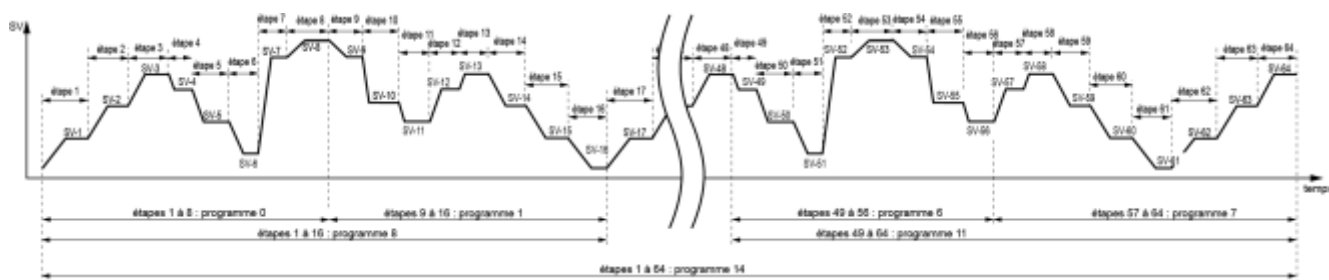 SV
étape 1
étape 2
étape 3
étape 4
étape 5
étape 6
étape 7
étape 8
étape 9
étape 10
étape 11
étape 12
étape 13
étape 14
étape 15
étape 16
étape 17
étape 48
étape 49
étape 50
étape 51
étape 52
étape 53
étape 54
étape 55
étape 56
étape 57
étape 58
étape 59
étape 60
étape 61
étape 62
étape 63
étape 64
SV-1
SV-2
SV-3
SV-4
SV-5
SV-6
SV-7
SV-8
SV-9
SV-10
SV-11
SV-12
SV-13
SV-14
SV-15
SV-16
SV-17
SV-48
SV-49
SV-50
SV-51
SV-52
SV-53
SV-54
SV-55
SV-56
SV-57
SV-58
SV-59
SV-60
SV-61
SV-62
SV-63
SV-64
temps
étapes 1 à 8 : programme 0
étapes 9 à 16 : programme 1
étapes 49 à 56 : programme 6
étapes 57 à 64 : programme 7
étapes 1 à 16 : programme 8
étapes 49 à 64 : programme 11
étapes 1 à 64 : programme 14